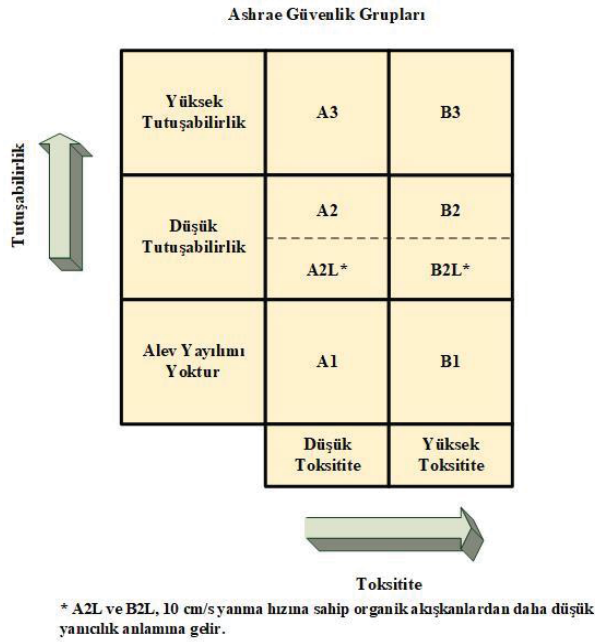 Ashrae Güvenlik Grupları
Tutuşabilirlik
Yüksek
Tutuşabilirlik
A3
B3
Düşük
Tutuşabilirlik
A2
B2
A2L*
B2L*
Alev Yayılımı
Yoktur
A1
B1
Düşük
Toksitite
Yüksek
Toksitite
Toksitite
* A2L ve B2L, 10 cm/s yanma hızına sahip organik akışkanlardan daha düşük
yanıcılık anlamına gelir.